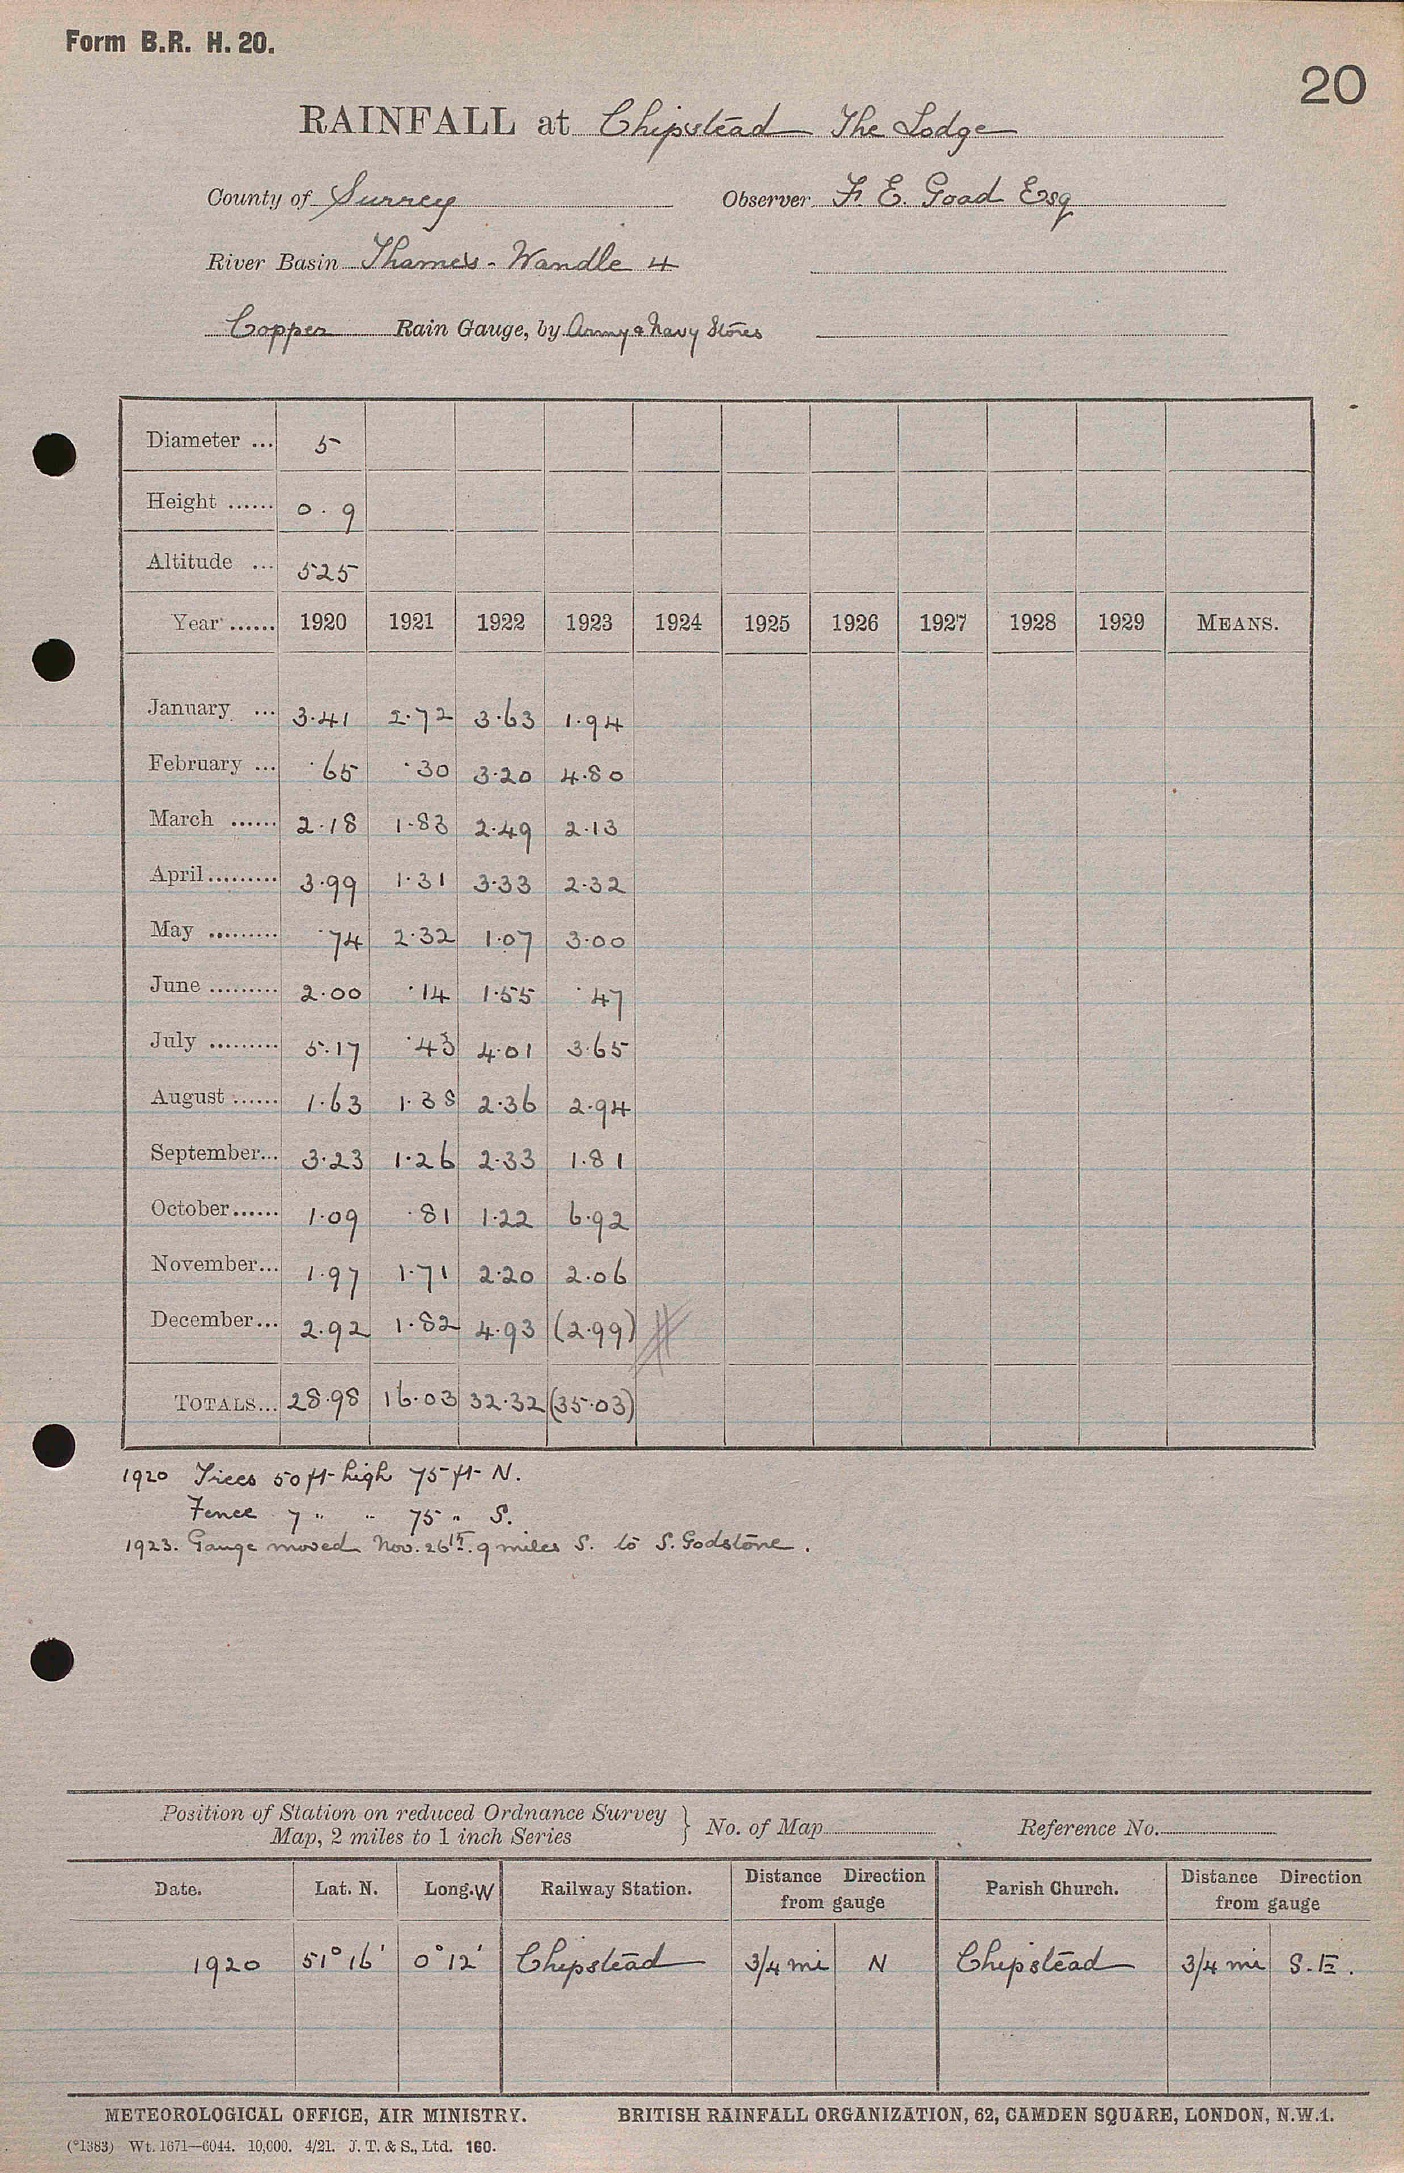 Form B.R. H. 20.
20
RAINFALL at Chipstead The Lodge
County of Surrey Observer F. E. Goad Esq
River Basin Thames - Wandle 4
Copper Rain Gauge, by Army & Navy Stores
Diameter ... 5
Height ...... 0.9
Altitude ... 525
Year ...... 1920 1921 1922 1923 1924 1925 1926 1927 1928 1929 MEANS.
January ... 3.41 2.72 3.63 1.94
February ... .65 .30 3.20 4.80
March ...... 2.18 1.83 2.49 2.13
April......... 3.99 1.31 3.33 2.32
May ......... .74 2.32 1.07 3.00
June ......... 2.00 .14 1.55 .47
July ......... 5.17 .43 4.01 3.65
August ...... 1.63 1.38 2.36 2.94
September... 3.23 1.26 2.33 1.81
October...... 1.09 .81 1.22 6.92
November... 1.97 1.71 2.20 2.06
December... 2.92 1.82 4.93 (2.99)
TOTALS... 28.98 16.03 32.32 (35.03)
1920 Trees 50 ft high 75 ft N.
Fence 7 " " 75 " S.
1923. Gauge moved Nov. 26th. 9 miles S. to S. Godstone.
Position of Station on reduced Ordnance Survey
Map, 2 miles to 1 inch Series } No. of Map Reference No.
Date. Lat. N. Long. W Railway Station. Distance Direction from gauge Parish Church. Distance Direction from gauge
1920 51° 16' 0° 12' Chipstead 3/4 mi N Chipstead 3/4 mi S.E.
METEOROLOGICAL OFFICE, AIR MINISTRY. BRITISH RAINFALL ORGANIZATION, 62, CAMDEN SQUARE, LONDON, N.W.1.
(*1383) Wt. 1671—6044. 10,000. 4/21. J. T. & S., Ltd. 160.